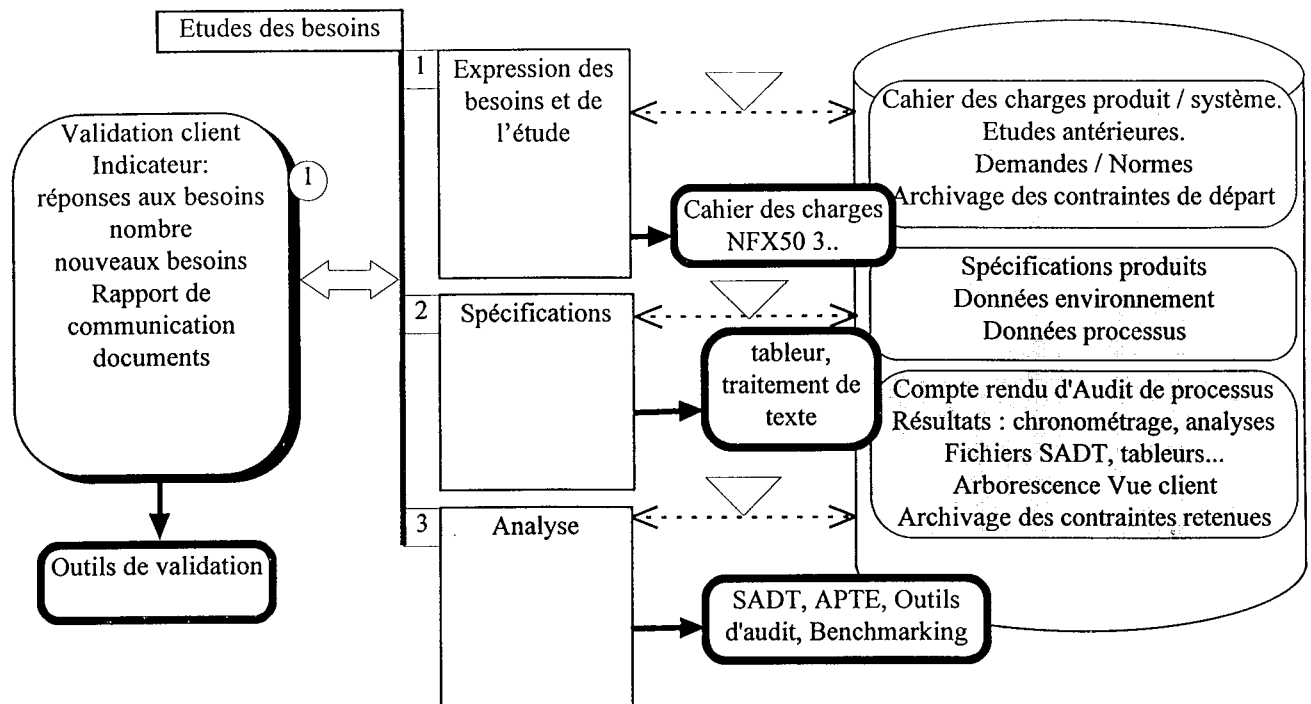 Etudes des besoins
1
Expression des
besoins et de
l'étude
Validation client
Indicateur:
réponses aux besoins
nombre
nouveaux besoins
Rapport de
communication
documents
I
Outils de validation
Cahier des charges
NFX50 3..
2
Spécifications
tableur,
traitement de
texte
3
Analyse
SADT, APTE, Outils
d'audit, Benchmarking
Cahier des charges produit / système.
Etudes antérieures.
Demandes / Normes
Archivage des contraintes de départ
Spécifications produits
Données environnement
Données processus
Compte rendu d'Audit de processus
Résultats : chronométrage, analyses
Fichiers SADT, tableurs...
Arborescence Vue client
Archivage des contraintes retenues